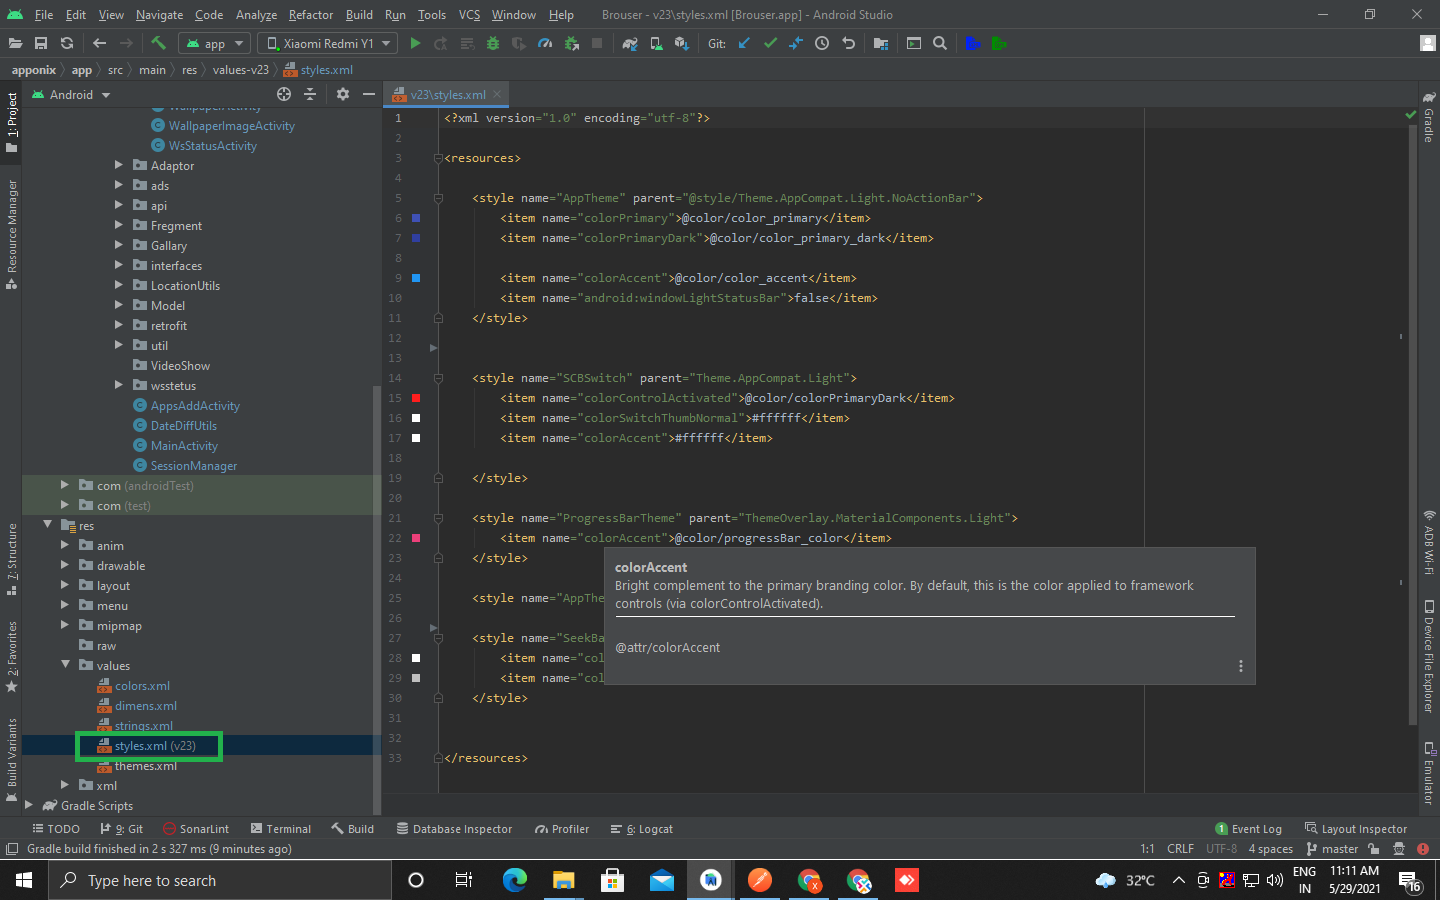 File Edit View Navigate Code Analyze Refactor Build Run Tools VCS Window Help Brouser - v23\styles.xml [Brouser.app] - Android Studio
app Xiaomi Redmi Y1 Git:
apponix app src main res values-v23 styles.xml
1: Project
Resource Manager
7: Structure
2: Favorites
Build Variants
Android
WallpaperActivity
WallpaperImageActivity
WsStatusActivity
Adaptor
ads
api
Fregment
Gallary
interfaces
LocationUtils
Model
retrofit
util
VideoShow
wsstetus
AppsAddActivity
DateDiffUtils
MainActivity
SessionManager
com (androidTest)
com (test)
res
anim
drawable
layout
menu
mipmap
raw
values
colors.xml
dimens.xml
strings.xml
styles.xml (v23)
themes.xml
xml
Gradle Scripts
v23\styles.xml
1 <?xml version="1.0" encoding="utf-8"?>
2
3 <resources>
4
5 <style name="AppTheme" parent="@style/Theme.AppCompat.Light.NoActionBar">
6 <item name="colorPrimary">@color/color_primary</item>
7 <item name="colorPrimaryDark">@color/color_primary_dark</item>
8
9 <item name="colorAccent">@color/color_accent</item>
10 <item name="android:windowLightStatusBar">false</item>
11 </style>
12
13
14 <style name="SCBSwitch" parent="Theme.AppCompat.Light">
15 <item name="colorControlActivated">@color/colorPrimaryDark</item>
16 <item name="colorSwitchThumbNormal">#ffffff</item>
17 <item name="colorAccent">#ffffff</item>
18
19 </style>
20
21 <style name="ProgressBarTheme" parent="ThemeOverlay.MaterialComponents.Light">
22 <item name="colorAccent">@color/progressBar_color</item>
23 </style>
24
25 <style name="AppThe
26
27 <style name="SeekBa
28 <item name="col
29 <item name="col
30 </style>
31
32
33 </resources>
colorAccent
Bright complement to the primary branding color. By default, this is the color applied to framework
controls (via colorControlActivated).
@attr/colorAccent
Gradle
ADB Wi-Fi
Device File Explorer
Emulator
TODO 9: Git SonarLint Terminal Build Database Inspector Profiler 6: Logcat 1 Event Log Layout Inspector
Gradle build finished in 2 s 327 ms (9 minutes ago) 1:1 CRLF UTF-8 4 spaces master
Type here to search 32°C ENG 11:11 AM
IN 5/29/2021 16